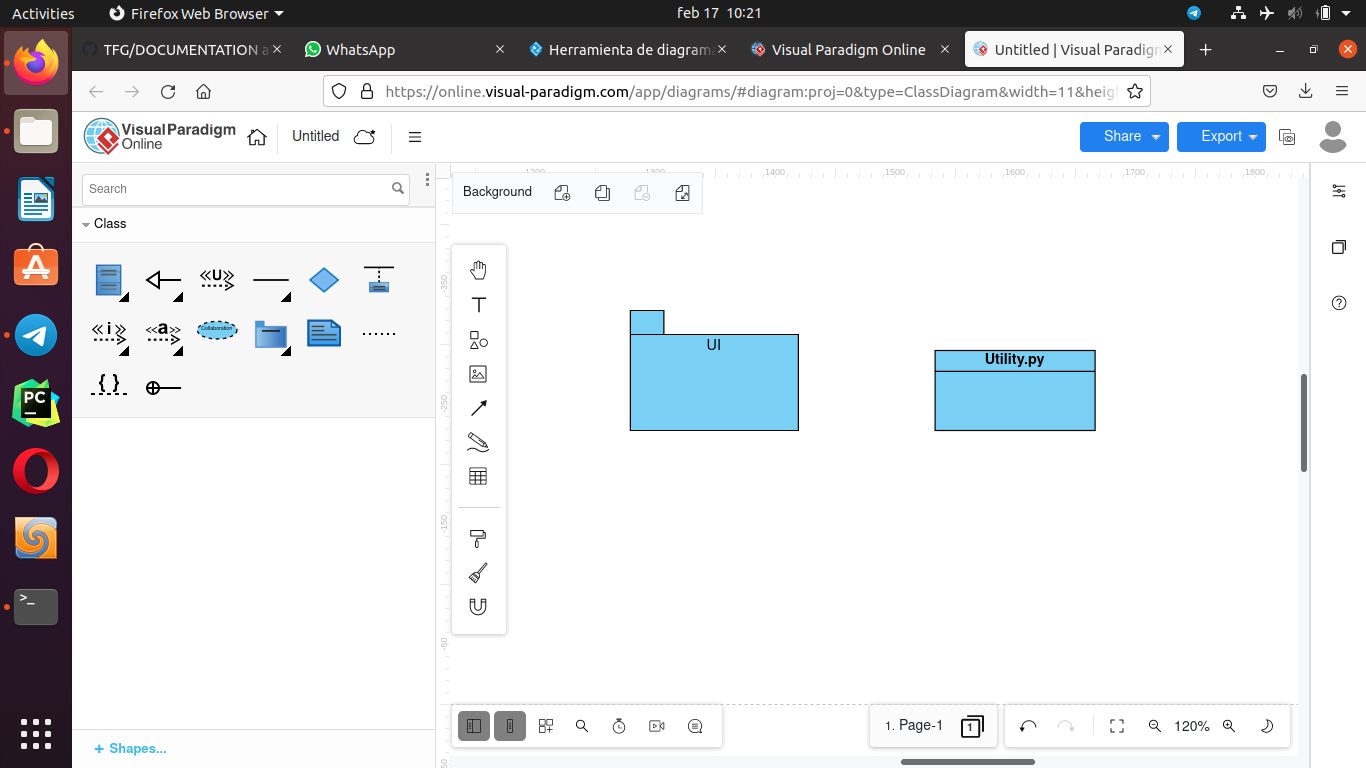 Activities
Firefox Web Browser
feb 17 10:21
TFG/DOCUMENTATION a
WhatsApp
Herramienta de diagram
Visual Paradigm Online
Untitled | Visual Paradigm
https://online.visual-paradigm.com/app/diagrams/#diagram:proj=0&type=ClassDiagram&width=11&heig
Visual Paradigm
Online
Untitled
Share
Export
Search
Background
1200
1300
1400
1500
1600
1700
1800
Class
<<U>>
<<i>>
<<a>>
Collaboration
{ }
-350
-250
-150
-50
T
UI
Utility.py
PC
>_
+ Shapes...
1. Page-1
1
120%